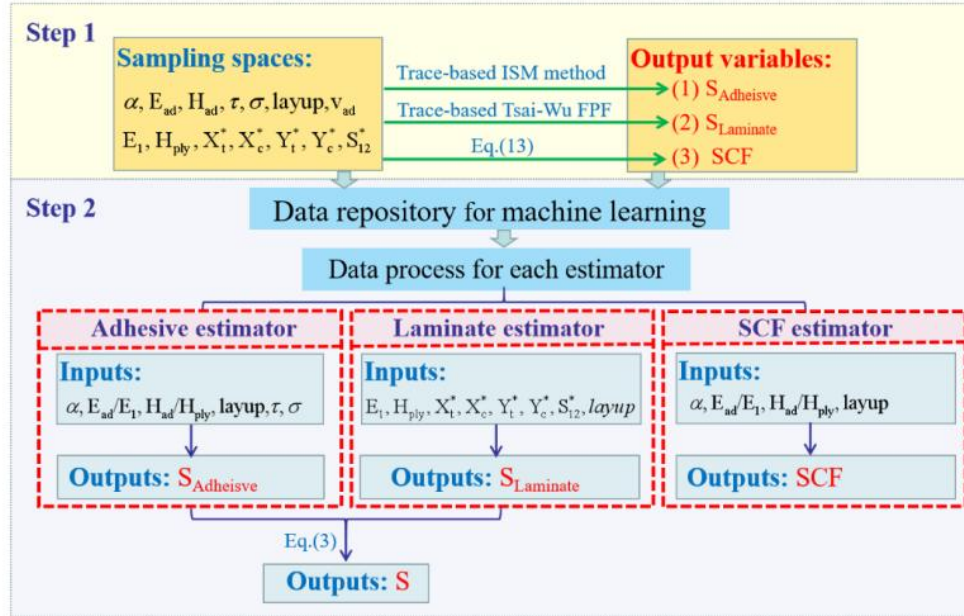 Step 1
Sampling spaces:
α, E_ad, H_ad, τ, σ, layup, v_ad
E_1, H_ply, X_t^*, X_c^*, Y_t^*, Y_c^*, S_12^*
Trace-based ISM method
Trace-based Tsai-Wu FPF
Eq.(13)
Output variables:
(1) S_Adheisve
(2) S_Laminate
(3) SCF
Step 2
Data repository for machine learning
Data process for each estimator
Adhesive estimator
Inputs:
α, E_ad/E_1, H_ad/H_ply, layup, τ, σ
Outputs: S_Adheisve
Laminate estimator
Inputs:
E_1, H_ply, X_t^*, X_c^*, Y_t^*, Y_c^*, S_12^*, layup
Outputs: S_Laminate
SCF estimator
Inputs:
α, E_ad/E_1, H_ad/H_ply, layup
Outputs: SCF
Eq.(3)
Outputs: S